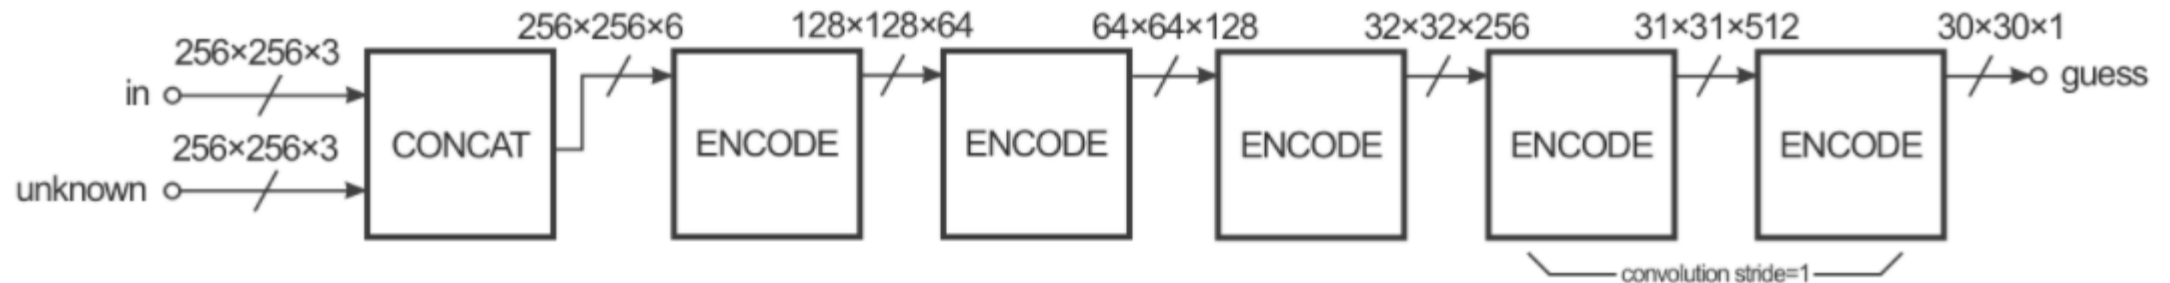 256×256×6 128×128×64 64×64×128 32×32×256 31×31×512 30×30×1
256×256×3
in
guess
256×256×3
CONCAT ENCODE ENCODE ENCODE ENCODE ENCODE
unknown
convolution stride=1